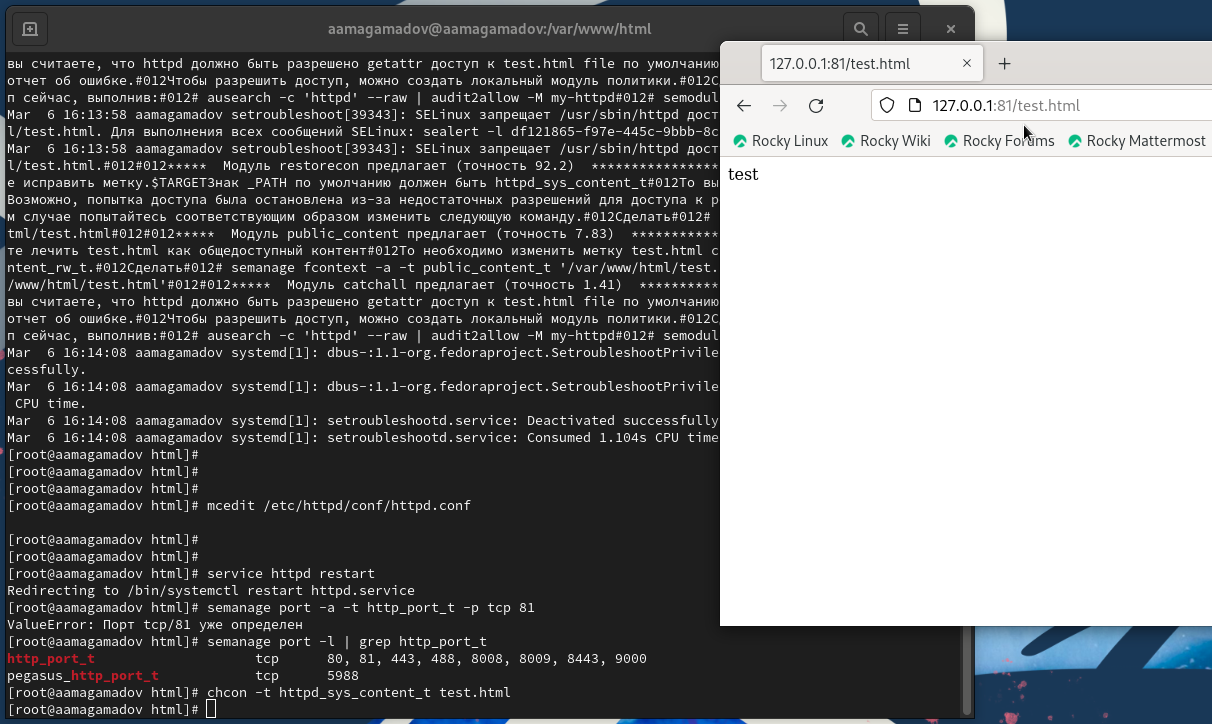 aamagamadov@aamagamadov:/var/www/html
вы считаете, что httpd должно быть разрешено getattr доступ к test.html file по умолчанию
отчет об ошибке.#012Чтобы разрешить доступ, можно создать локальный модуль политики.#012С
п сейчас, выполнив:#012# ausearch -c 'httpd' --raw | audit2allow -M my-httpd#012# semodul
Mar  6 16:13:58 aamagamadov setroubleshoot[39343]: SELinux запрещает /usr/sbin/httpd дост
l/test.html. Для выполнения всех сообщений SELinux: sealert -l df121865-f97e-445c-9bbb-8c
Mar  6 16:13:58 aamagamadov setroubleshoot[39343]: SELinux запрещает /usr/sbin/httpd дост
l/test.html.#012#012*****  Модуль restorecon предлагает (точность 92.2)  ****************
е исправить метку.$TARGETЗнак _PATH по умолчанию должен быть httpd_sys_content_t#012То вы
Возможно, попытка доступа была остановлена из-за недостаточных разрешений для доступа к р
м случае попытайтесь соответствующим образом изменить следующую команду.#012Сделать#012#
tml/test.html#012#012*****  Модуль public_content предлагает (точность 7.83)  ***********
те лечить test.html как общедоступный контент#012То необходимо изменить метку test.html с
ntent_rw_t.#012Сделать#012# semanage fcontext -a -t public_content_t '/var/www/html/test.
/www/html/test.html'#012#012*****  Модуль catchall предлагает (точность 1.41)  **********
вы считаете, что httpd должно быть разрешено getattr доступ к test.html file по умолчанию
отчет об ошибке.#012Чтобы разрешить доступ, можно создать локальный модуль политики.#012С
п сейчас, выполнив:#012# ausearch -c 'httpd' --raw | audit2allow -M my-httpd#012# semodul
Mar  6 16:14:08 aamagamadov systemd[1]: dbus-:1.1-org.fedoraproject.SetroubleshootPrivile
cessfully.
Mar  6 16:14:08 aamagamadov systemd[1]: dbus-:1.1-org.fedoraproject.SetroubleshootPrivile
 CPU time.
Mar  6 16:14:08 aamagamadov systemd[1]: setroubleshootd.service: Deactivated successfully
Mar  6 16:14:08 aamagamadov systemd[1]: setroubleshootd.service: Consumed 1.104s CPU time
[root@aamagamadov html]#
[root@aamagamadov html]#
[root@aamagamadov html]#
[root@aamagamadov html]# mcedit /etc/httpd/conf/httpd.conf
[root@aamagamadov html]#
[root@aamagamadov html]#
[root@aamagamadov html]# service httpd restart
Redirecting to /bin/systemctl restart httpd.service
[root@aamagamadov html]# semanage port -a -t http_port_t -p tcp 81
ValueError: Порт tcp/81 уже определен
[root@aamagamadov html]# semanage port -l | grep http_port_t
http_port_t                    tcp      80, 81, 443, 488, 8008, 8009, 8443, 9000
pegasus_http_port_t            tcp      5988
[root@aamagamadov html]# chcon -t httpd_sys_content_t test.html
[root@aamagamadov html]#
127.0.0.1:81/test.html
127.0.0.1:81/test.html
Rocky Linux Rocky Wiki Rocky Forums Rocky Mattermost
test